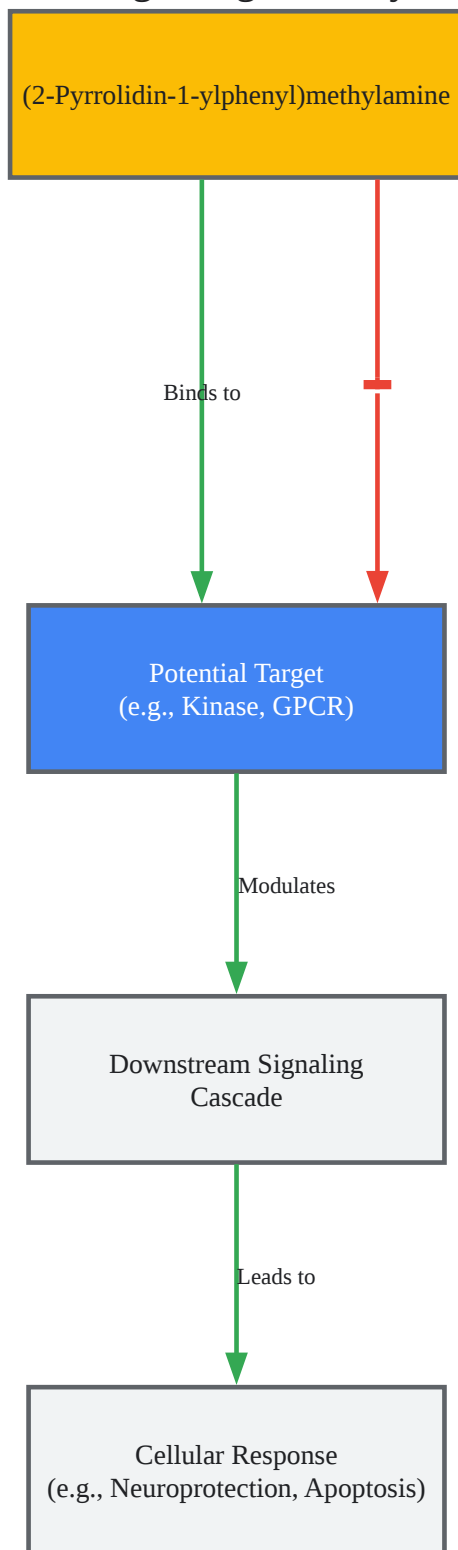 (2-Pyrrolidin-1-ylphenyl)methylamine
Binds to
Potential Target
(e.g., Kinase, GPCR)
Modulates
Downstream Signaling
Cascade
Leads to
Cellular Response
(e.g., Neuroprotection, Apoptosis)